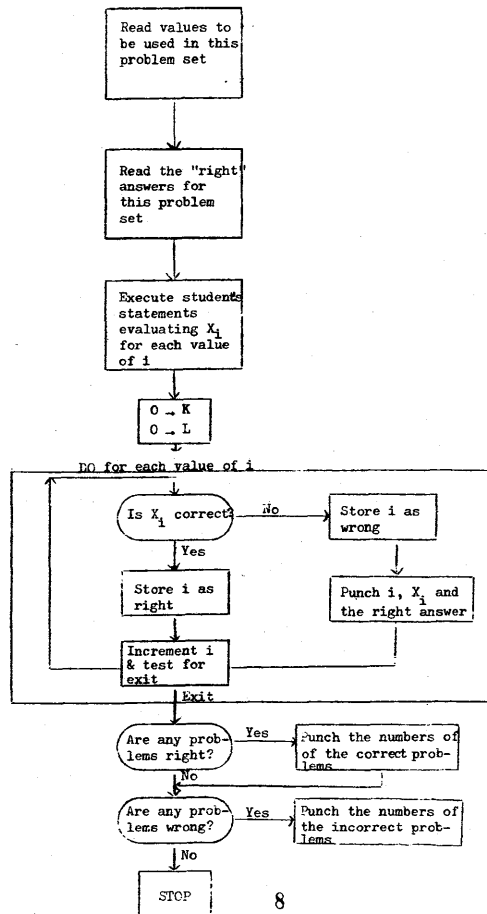 Read values to
be used in this
problem set
Read the "right"
answers for
this problem
set
Execute students
statements
evaluating Xi
for each value
of i
0 → K
0 → L
DO for each value of i
Is Xi correct?
No
Store i as
wrong
Yes
Store i as
right
Punch i, Xi and
the right answer
Increment i
& test for
exit
Exit
Are any prob-
lems right?
Yes
Punch the numbers of
of the correct prob-
lems
No
Are any prob-
lems wrong?
Yes
Punch the numbers of
the incorrect prob-
lems
No
STOP
8